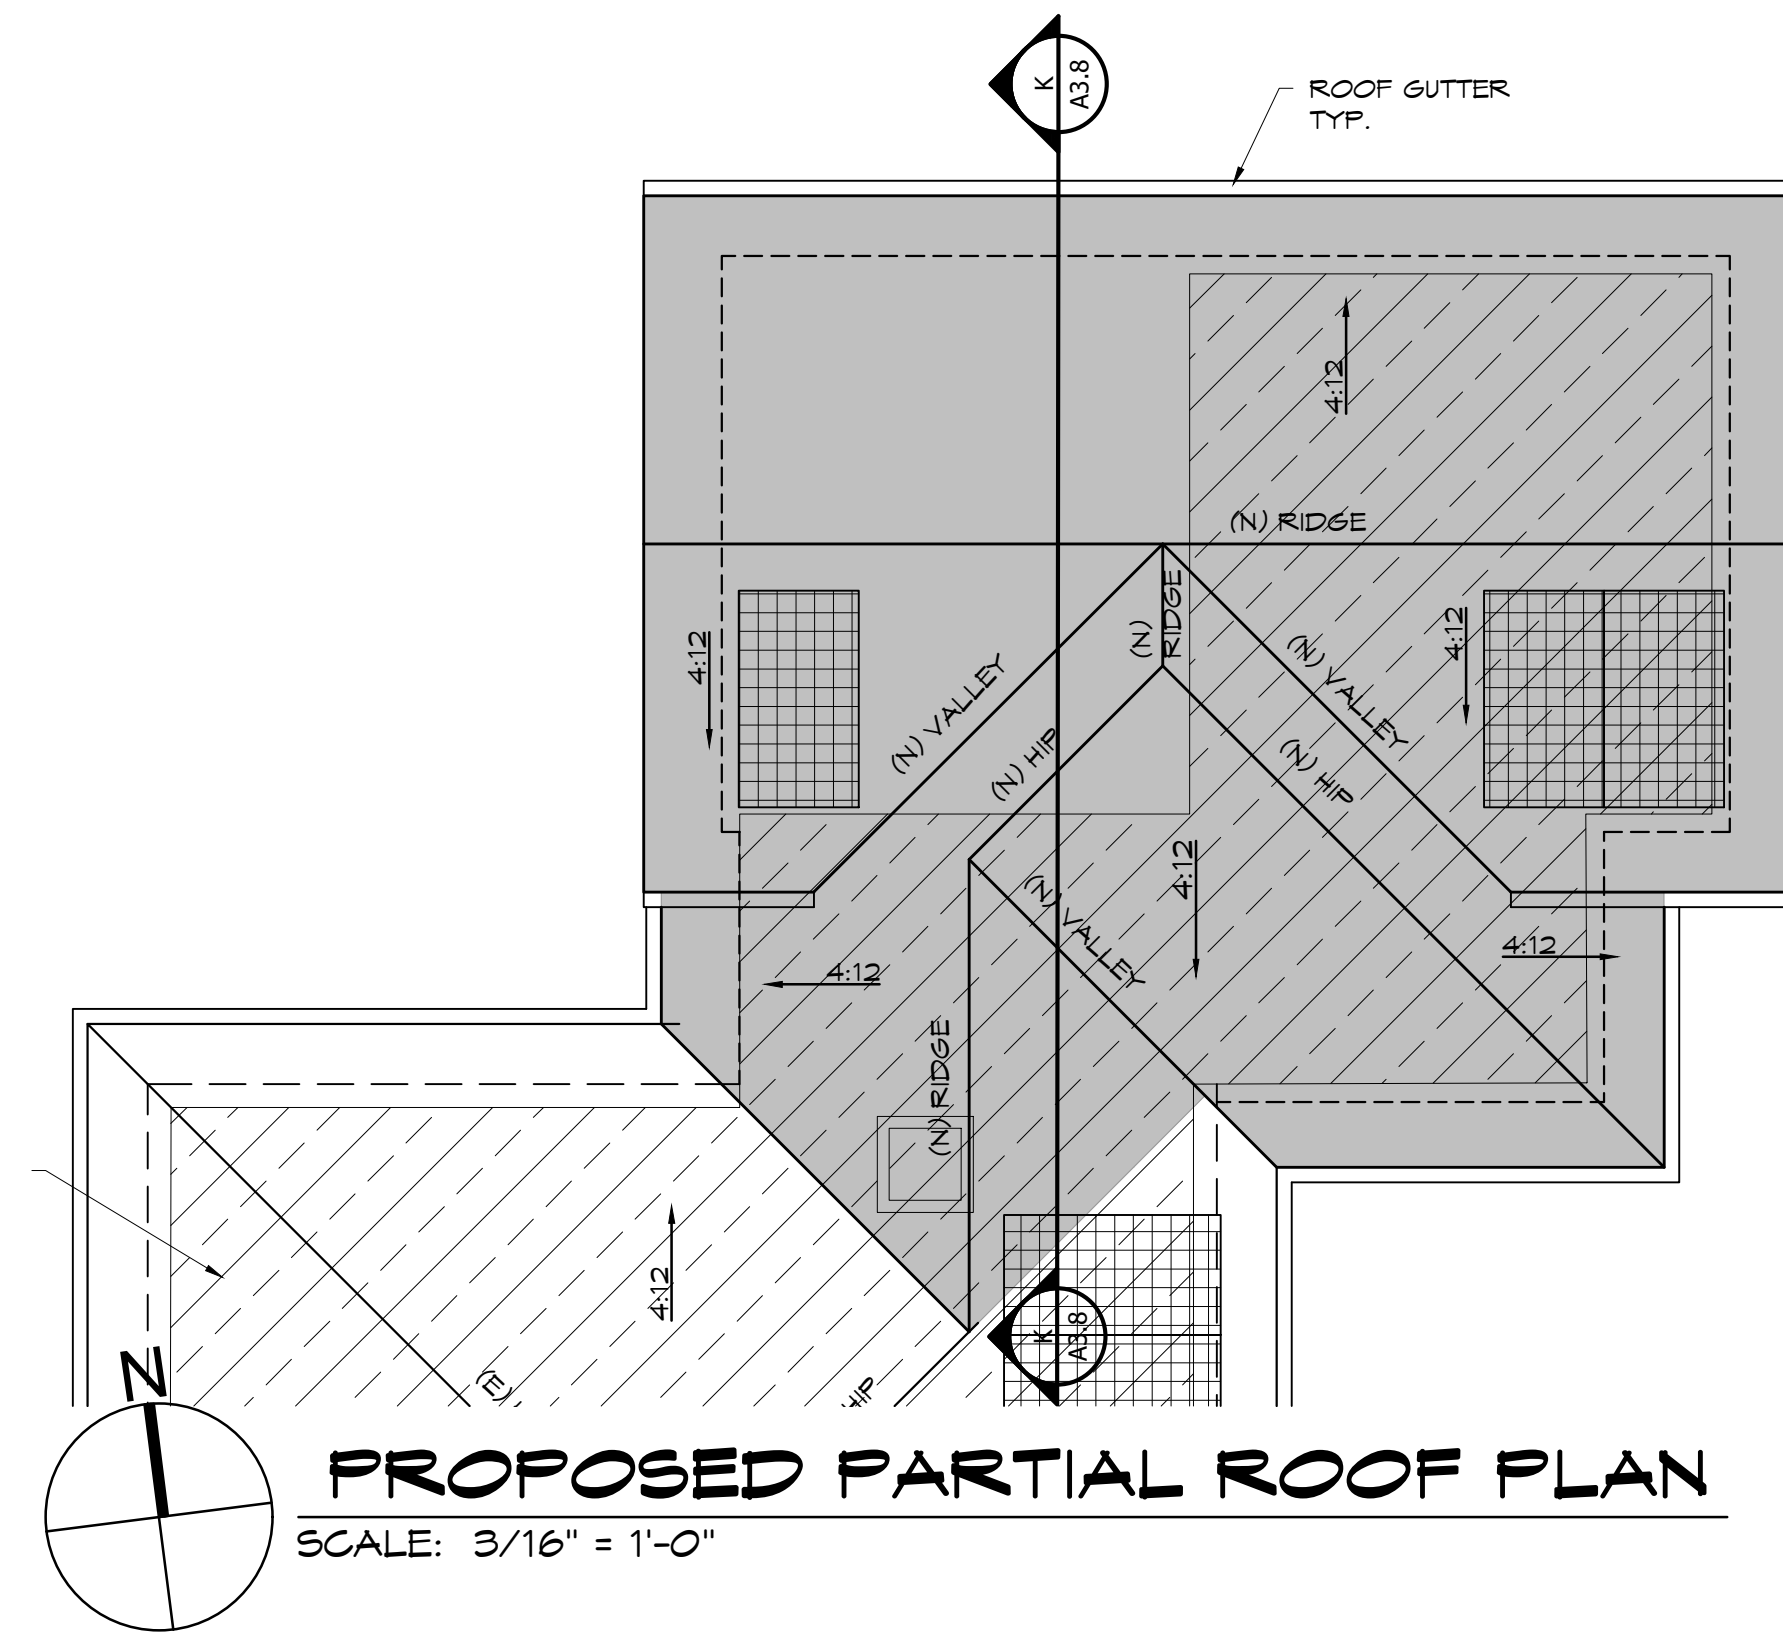 K
A3.8
ROOF GUTTER
TYP.
4:12
(N) RIDGE
(N)
RIDGE
4:12
4:12
(N) VALLEY
(N) VALLEY
(N) HIP
(N) HIP
4:12
(N) VALLEY
4:12
4:12
(N) RIDGE
4:12
K
A3.8
(E)
HIP
N
PROPOSED PARTIAL ROOF PLAN
SCALE: 3/16" = 1'-0"